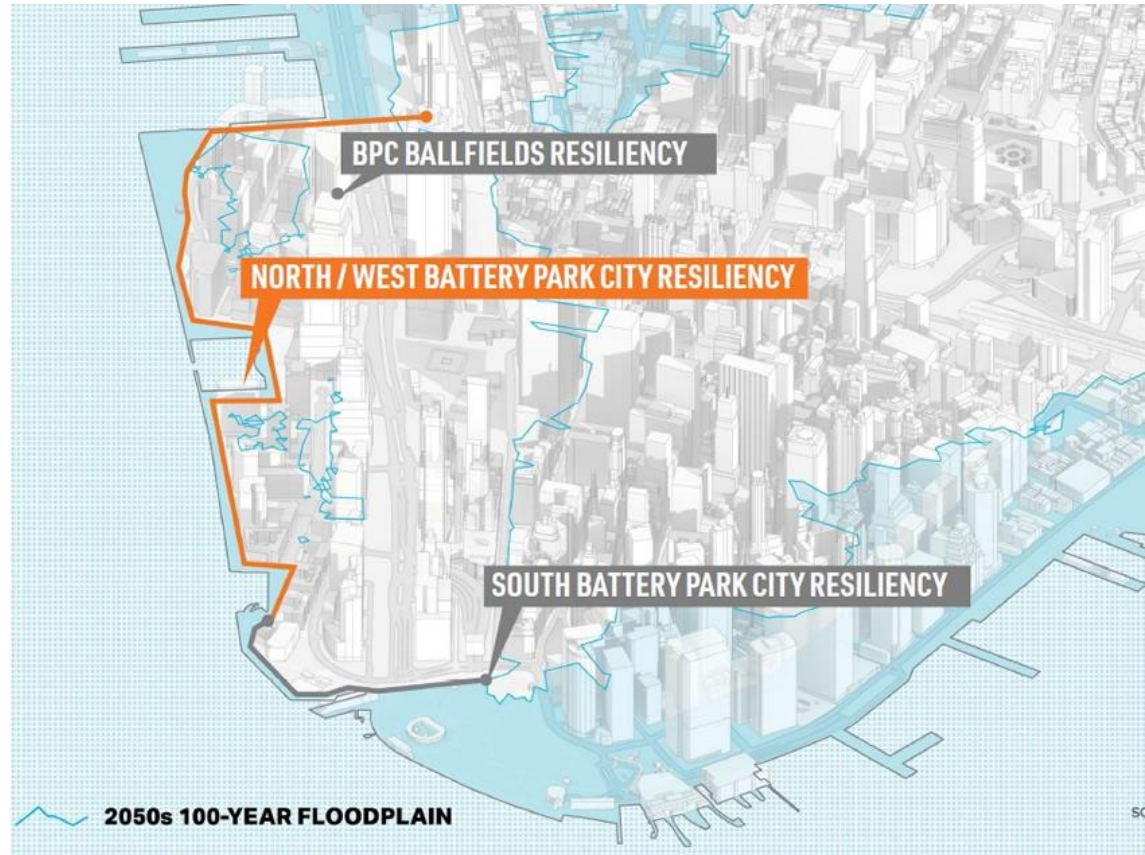 BPC BALLFIELDS RESILIENCY
NORTH / WEST BATTERY PARK CITY RESILIENCY
SOUTH BATTERY PARK CITY RESILIENCY
2050s 100-YEAR FLOODPLAIN